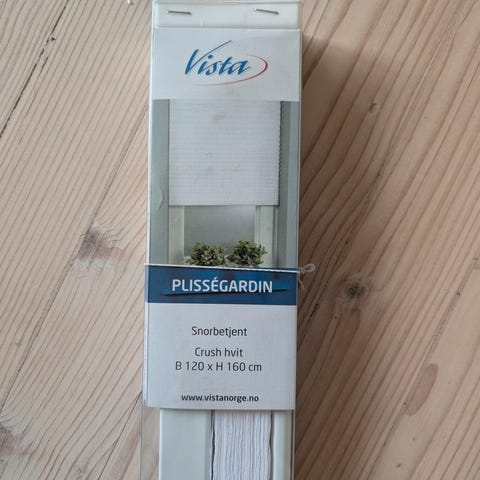 Vista
PLISSÉGARDIN
Snorbetjent
Crush hvit
B 120 x H 160 cm
www.vistanorge.no